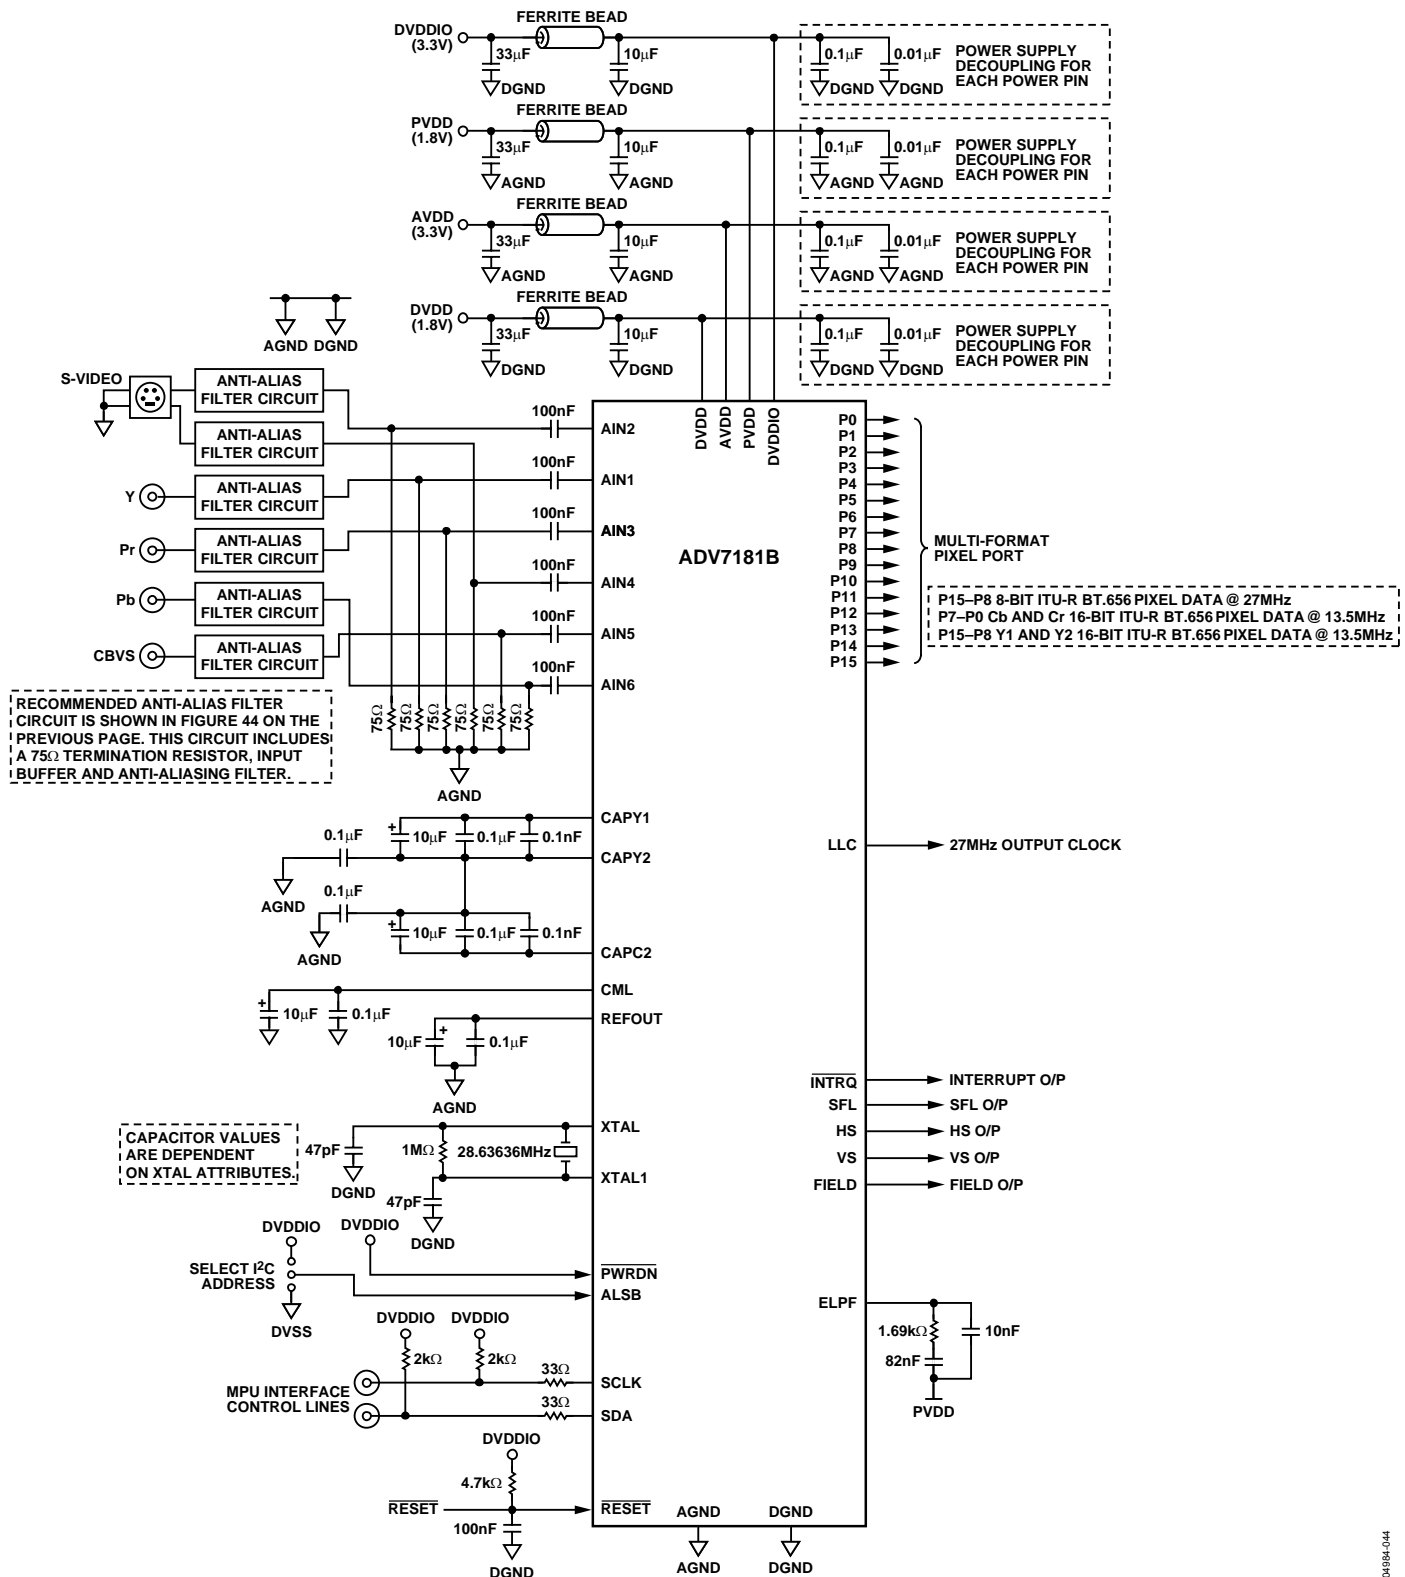 FERRITE BEAD
DVDDIO
(3.3V)
33µF
10µF
0.1µF
0.01µF
DGND
DGND
DGND
DGND
POWER SUPPLY
DECOUPLING FOR
EACH POWER PIN
FERRITE BEAD
PVDD
(1.8V)
33µF
10µF
0.1µF
0.01µF
AGND
AGND
AGND
AGND
POWER SUPPLY
DECOUPLING FOR
EACH POWER PIN
FERRITE BEAD
AVDD
(3.3V)
33µF
10µF
0.1µF
0.01µF
AGND
AGND
AGND
AGND
POWER SUPPLY
DECOUPLING FOR
EACH POWER PIN
FERRITE BEAD
DVDD
(1.8V)
33µF
10µF
0.1µF
0.01µF
DGND
DGND
DGND
DGND
POWER SUPPLY
DECOUPLING FOR
EACH POWER PIN
AGND DGND
S-VIDEO
ANTI-ALIAS
FILTER CIRCUIT
ANTI-ALIAS
FILTER CIRCUIT
Y
ANTI-ALIAS
FILTER CIRCUIT
Pr
ANTI-ALIAS
FILTER CIRCUIT
Pb
ANTI-ALIAS
FILTER CIRCUIT
CBVS
ANTI-ALIAS
FILTER CIRCUIT
RECOMMENDED ANTI-ALIAS FILTER
CIRCUIT IS SHOWN IN FIGURE 44 ON THE
PREVIOUS PAGE. THIS CIRCUIT INCLUDES
A 75Ω TERMINATION RESISTOR, INPUT
BUFFER AND ANTI-ALIASING FILTER.
100nF
AIN2
100nF
AIN1
100nF
AIN3
100nF
AIN4
100nF
AIN5
100nF
AIN6
75Ω
75Ω
75Ω
75Ω
75Ω
75Ω
AGND
DVDD
AVDD
PVDD
DVDDIO
ADV7181B
P0
P1
P2
P3
P4
P5
P6
P7
P8
P9
P10
P11
P12
P13
P14
P15
MULTI-FORMAT
PIXEL PORT
P15–P8 8-BIT ITU-R BT.656 PIXEL DATA @ 27MHz
P7–P0 Cb AND Cr 16-BIT ITU-R BT.656 PIXEL DATA @ 13.5MHz
P15–P8 Y1 AND Y2 16-BIT ITU-R BT.656 PIXEL DATA @ 13.5MHz
CAPY1
0.1µF
+
10µF
0.1µF
0.1nF
CAPY2
AGND
0.1µF
+
10µF
0.1µF
0.1nF
AGND
CAPC2
LLC
27MHz OUTPUT CLOCK
CML
+
10µF
0.1µF
REFOUT
10µF
+
0.1µF
AGND
INTRQ
INTERRUPT O/P
SFL
SFL O/P
HS
HS O/P
VS
VS O/P
FIELD
FIELD O/P
CAPACITOR VALUES
ARE DEPENDENT
ON XTAL ATTRIBUTES.
XTAL
47pF
1MΩ
28.63636MHz
DGND
XTAL1
47pF
DGND
DVDDIO
DVDDIO
SELECT I²C
ADDRESS
DVSS
PWRDN
ALSB
ELPF
1.69kΩ
10nF
82nF
PVDD
DVDDIO
DVDDIO
2kΩ
2kΩ
MPU INTERFACE
CONTROL LINES
33Ω
SCLK
33Ω
SDA
DVDDIO
4.7kΩ
RESET
RESET
100nF
DGND
AGND
DGND
AGND
DGND
04984-044